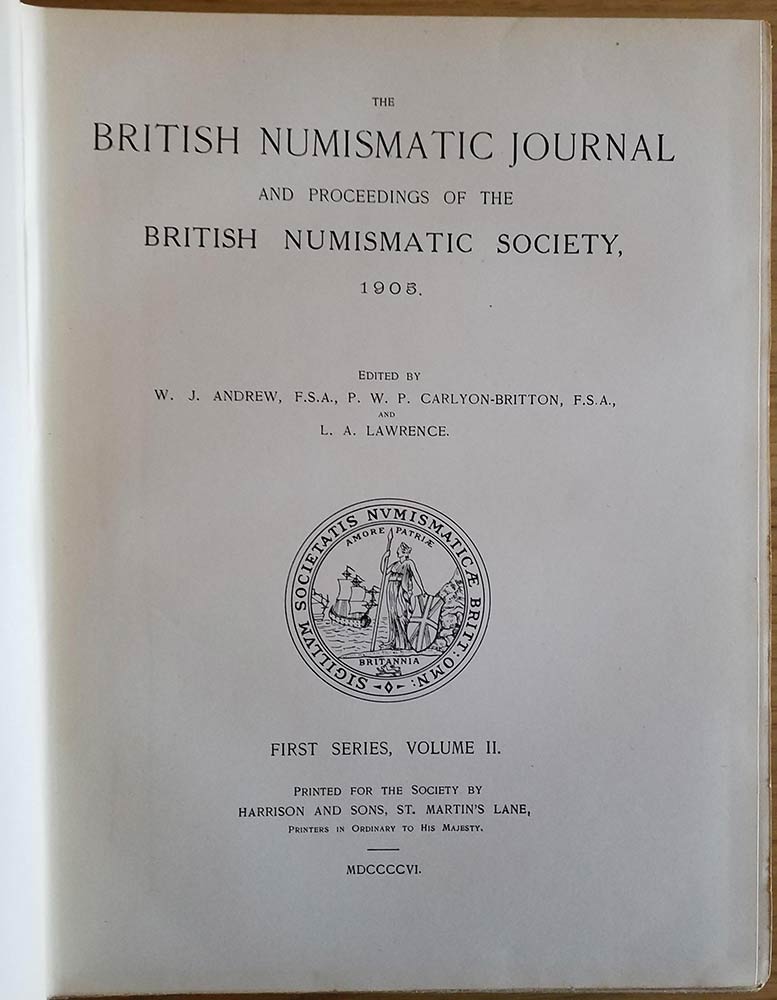 THE
BRITISH NUMISMATIC JOURNAL
AND PROCEEDINGS OF THE
BRITISH NUMISMATIC SOCIETY,
1905.
EDITED BY
W. J. ANDREW, F.S.A., P. W. P. CARLYON-BRITTON, F.S.A.,
AND
L. A. LAWRENCE.
SIGILLVM SOCIETATIS NVMISMATICÆ BRITT: OMN:
AMORE PATRIÆ
BRITANNIA
FIRST SERIES, VOLUME II.
PRINTED FOR THE SOCIETY BY
HARRISON AND SONS, ST. MARTIN'S LANE,
PRINTERS IN ORDINARY TO HIS MAJESTY.
MDCCCCVI.